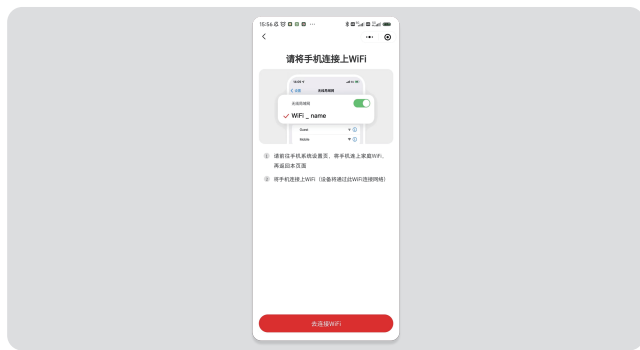 15:56
请将手机连接上WiFi
无线局域网
WiFi _ name
Guest
Mobile
1 请前往手机系统设置页，将手机连上家庭WiFi，
再返回本页面
2 将手机连接上WiFi（设备将通过此WiFi连接网络）
去连接WiFi